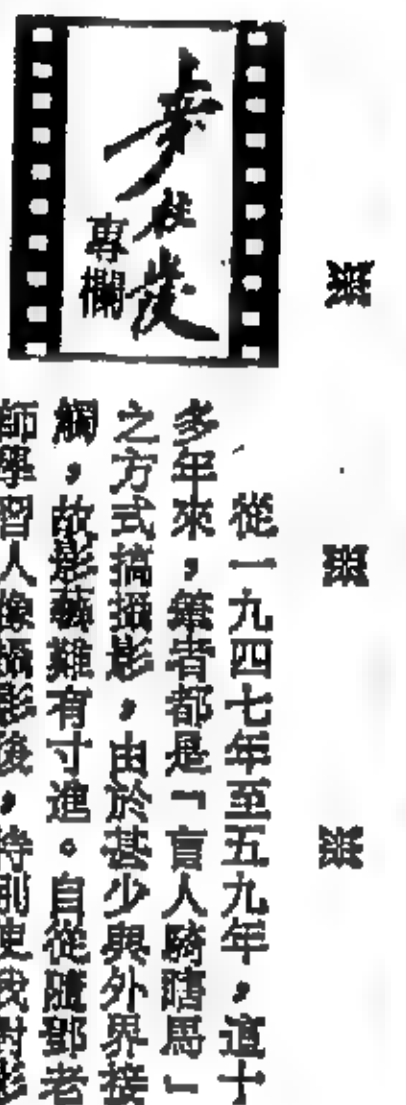 專欄
從一九四七年至五九年，這十
多年來，筆者都是「盲人騎瞎馬」
之方式搞攝影，由於甚少與外界接
觸，故影藝難有寸進。自從隨鄧老
師學習人像攝影後，特別使我對影